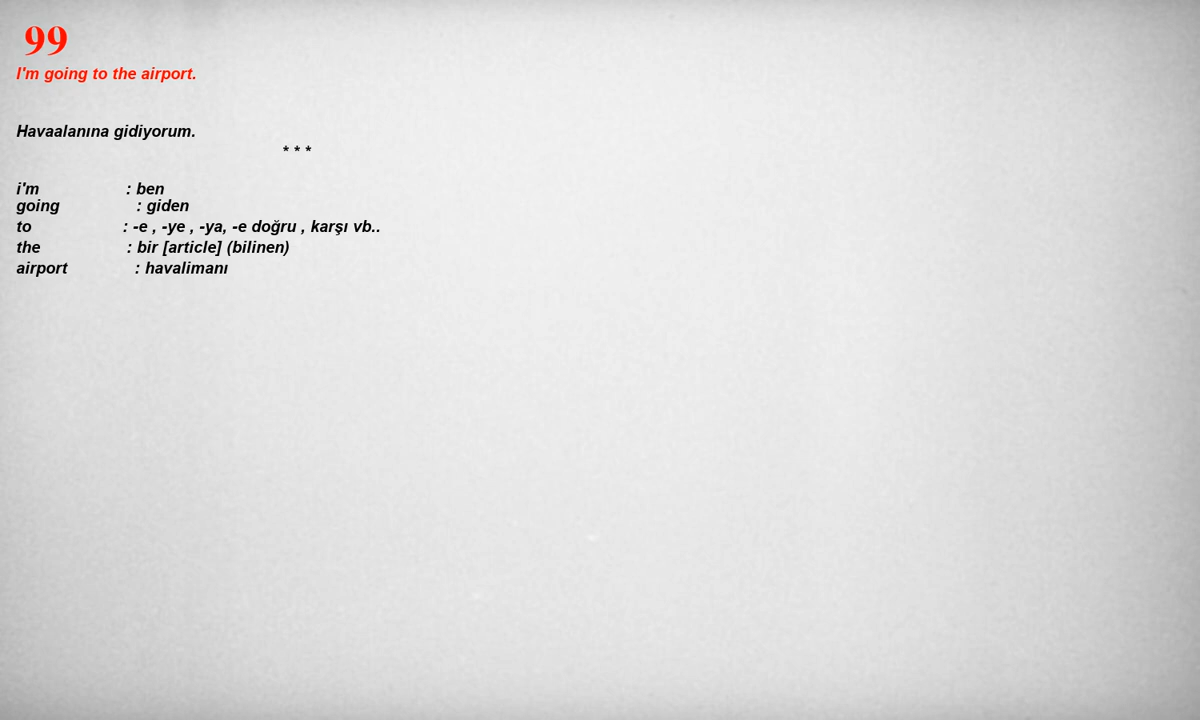 99
I'm going to the airport.
Havaalanına gidiyorum.
* * *
i'm : ben
going : giden
to : -e , -ye , -ya, -e doğru , karşı vb..
the : bir [article] (bilinen)
airport : havalimanı